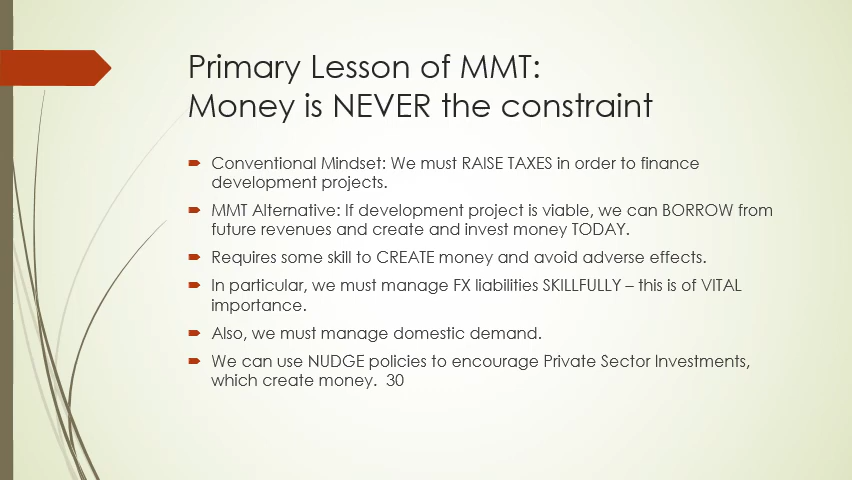 Primary Lesson of MMT:
Money is NEVER the constraint
Conventional Mindset: We must RAISE TAXES in order to finance
development projects.
MMT Alternative: If development project is viable, we can BORROW from
future revenues and create and invest money TODAY.
Requires some skill to CREATE money and avoid adverse effects.
In particular, we must manage FX liabilities SKILLFULLY – this is of VITAL
importance.
Also, we must manage domestic demand.
We can use NUDGE policies to encourage Private Sector Investments,
which create money.  30